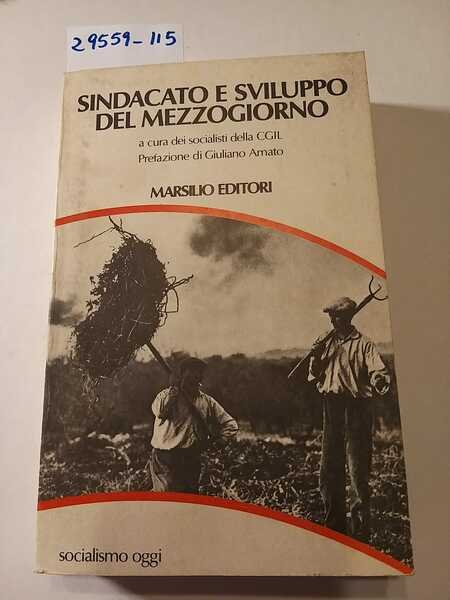 29559-115
SINDACATO E SVILUPPO
DEL MEZZOGIORNO
a cura dei socialisti della CGIL
Prefazione di Giuliano Amato
MARSILIO EDITORI
socialismo oggi